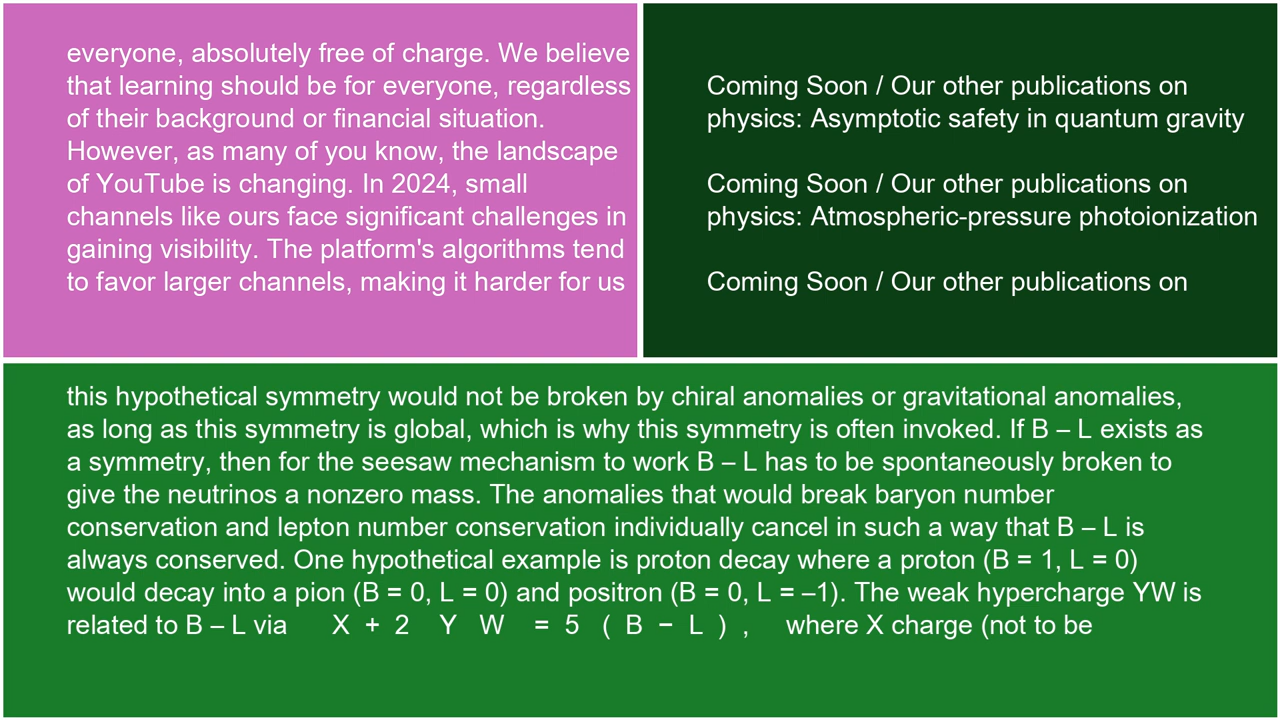 everyone, absolutely free of charge. We believe
that learning should be for everyone, regardless
of their background or financial situation.
However, as many of you know, the landscape
of YouTube is changing. In 2024, small
channels like ours face significant challenges in
gaining visibility. The platform's algorithms tend
to favor larger channels, making it harder for us
Coming Soon / Our other publications on
physics: Asymptotic safety in quantum gravity
Coming Soon / Our other publications on
physics: Atmospheric-pressure photoionization
Coming Soon / Our other publications on
this hypothetical symmetry would not be broken by chiral anomalies or gravitational anomalies,
as long as this symmetry is global, which is why this symmetry is often invoked. If B – L exists as
a symmetry, then for the seesaw mechanism to work B – L has to be spontaneously broken to
give the neutrinos a nonzero mass. The anomalies that would break baryon number
conservation and lepton number conservation individually cancel in such a way that B – L is
always conserved. One hypothetical example is proton decay where a proton (B = 1, L = 0)
would decay into a pion (B = 0, L = 0) and positron (B = 0, L = –1). The weak hypercharge YW is
related to B – L via X + 2 Y W = 5 ( B − L ) , where X charge (not to be